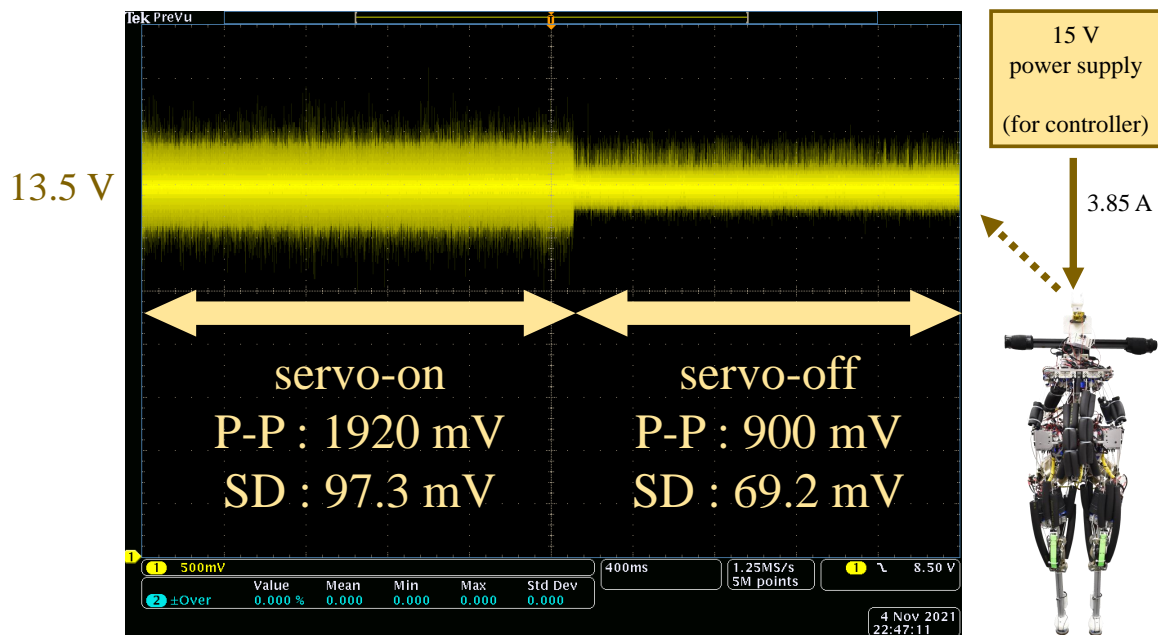 Tek PreVu
T
15 V
power supply
(for controller)
13.5 V
3.85 A
servo-on
servo-off
P-P : 1920 mV
P-P : 900 mV
SD : 97.3 mV
SD : 69.2 mV
1
1 500mV
400ms
1.25MS/s
5M points
1 8.50 V
Value Mean Min Max Std Dev
2 ±Over 0.000 % 0.000 0.000 0.000 0.000
4 Nov 2021
22:47:11